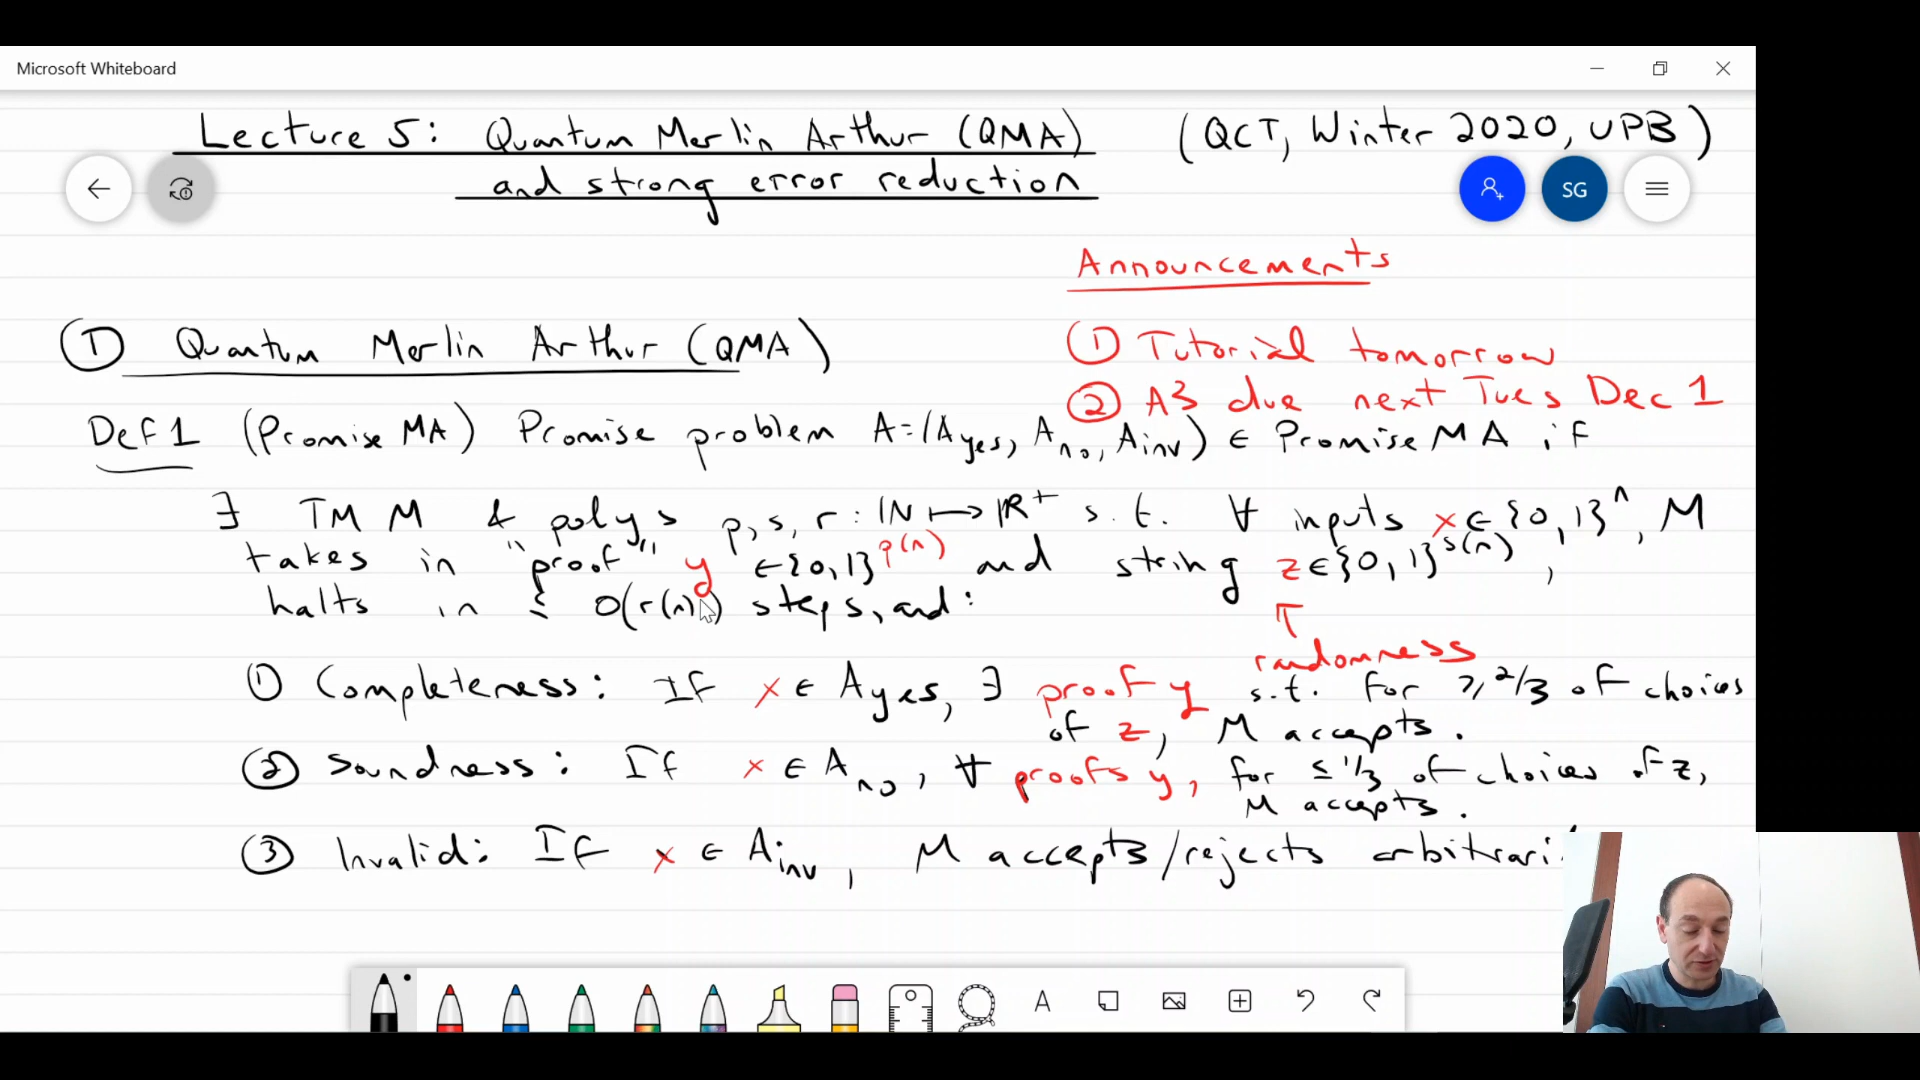 Microsoft Whiteboard
Lecture 5: Quantum Merlin Arthur (QMA) (QCT, Winter 2020, UPB)
and strong error reduction
SG
Announcements
① Quantum Merlin Arthur (QMA)
① Tutorial tomorrow
② A3 due next Tues Dec 1
Def 1 (Promise MA) Promise problem A=(Ayes, Ano, Ainv) ∈ Promise MA if
∃ TM M & polys p, s, r : ℕ ↦ ℝ⁺ s.t. ∀ inputs x ∈ {0,1}ⁿ, M
takes in "proof" y ∈ {0,1}^p(n) and string z ∈ {0,1}^s(n),
halts in ≤ O(r(n)) steps, and:
↑
randomness
① Completeness: If x ∈ Ayes, ∃ proof y s.t. for ≥ 2/3 of choices
of z, M accepts.
② Soundness: If x ∈ Ano, ∀ proofs y, for ≤ 1/3 of choices of z,
M accepts.
③ Invalid: If x ∈ Ainv, M accepts/rejects
A